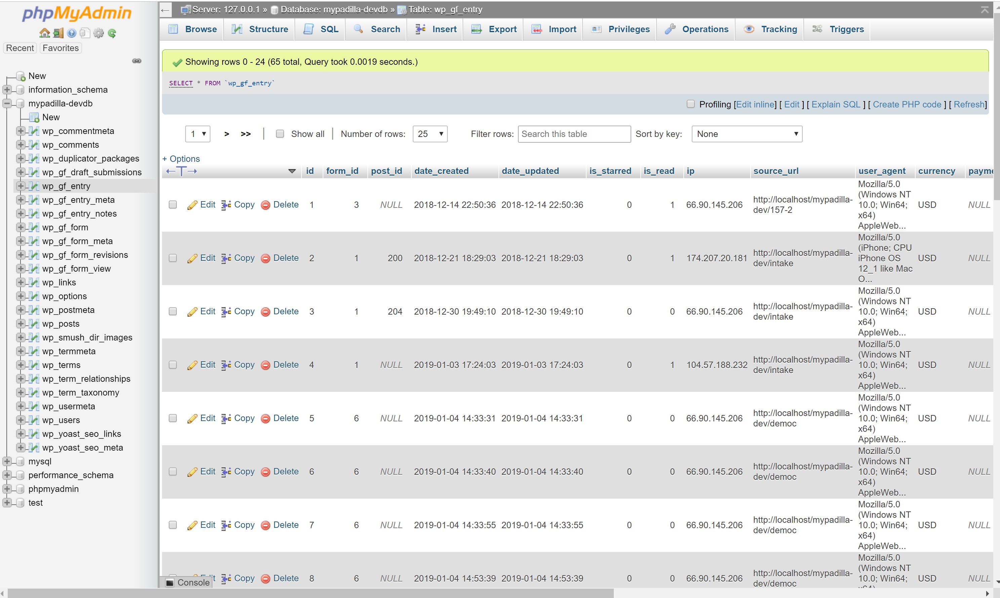 phpMyAdmin
Recent Favorites
New
information_schema
mypadilla-devdb
New
wp_commentmeta
wp_comments
wp_duplicator_packages
wp_gf_draft_submissions
wp_gf_entry
wp_gf_entry_meta
wp_gf_entry_notes
wp_gf_form
wp_gf_form_meta
wp_gf_form_revisions
wp_gf_form_view
wp_links
wp_options
wp_postmeta
wp_posts
wp_smush_dir_images
wp_termmeta
wp_terms
wp_term_relationships
wp_term_taxonomy
wp_usermeta
wp_users
wp_yoast_seo_links
wp_yoast_seo_meta
mysql
performance_schema
phpmyadmin
test
Server: 127.0.0.1 » Database: mypadilla-devdb » Table: wp_gf_entry
Browse Structure SQL Search Insert Export Import Privileges Operations Tracking Triggers
Showing rows 0 - 24 (65 total, Query took 0.0019 seconds.)
SELECT * FROM `wp_gf_entry`
Profiling [Edit inline] [ Edit ] [ Explain SQL ] [ Create PHP code ] [ Refresh]
1 > >> | Show all | Number of rows: 25 Filter rows: Search this table Sort by key: None
+ Options
←T→ id form_id post_id date_created date_updated is_starred is_read ip source_url user_agent currency payme
Edit Copy Delete 1 3 NULL 2018-12-14 22:50:36 2018-12-14 22:50:36 0 1 66.90.145.206
http://localhost/mypadilla-
dev/157-2
Mozilla/5.0
(Windows NT
10.0; Win64;
x64)
AppleWeb...
USD NULL
Edit Copy Delete 2 1 200 2018-12-21 18:29:03 2018-12-21 18:29:03 0 1 174.207.20.181
http://localhost/mypadilla-
dev/intake
Mozilla/5.0
(iPhone; CPU
iPhone OS
12_1 like Mac
O...
USD NULL
Edit Copy Delete 3 1 204 2018-12-30 19:49:10 2018-12-30 19:49:10 0 0 66.90.145.206
http://localhost/mypadilla-
dev/intake
Mozilla/5.0
(Windows NT
10.0; Win64;
x64)
AppleWeb...
USD NULL
Edit Copy Delete 4 1 NULL 2019-01-03 17:24:03 2019-01-03 17:24:03 0 1 104.57.188.232
http://localhost/mypadilla-
dev/intake
Mozilla/5.0
(Windows NT
10.0; Win64;
x64)
AppleWeb...
USD NULL
Edit Copy Delete 5 6 NULL 2019-01-04 14:33:31 2019-01-04 14:33:31 0 0 66.90.145.206
http://localhost/mypadilla-
dev/democ
Mozilla/5.0
(Windows NT
10.0; Win64;
x64)
AppleWeb...
USD NULL
Edit Copy Delete 6 6 NULL 2019-01-04 14:33:40 2019-01-04 14:33:40 0 0 66.90.145.206
http://localhost/mypadilla-
dev/democ
Mozilla/5.0
(Windows NT
10.0; Win64;
x64)
AppleWeb...
USD NULL
Edit Copy Delete 7 6 NULL 2019-01-04 14:33:55 2019-01-04 14:33:55 0 0 66.90.145.206
http://localhost/mypadilla-
dev/democ
Mozilla/5.0
(Windows NT
10.0; Win64;
x64)
AppleWeb...
USD NULL
Copy Delete 8 6 NULL 2019-01-04 14:53:39 2019-01-04 14:53:39 0 0 66.90.145.206
http://localhost/mypadilla-
dev/democ
Mozilla/5.0
(Windows NT
10.0; Win64;
USD NULL
Console